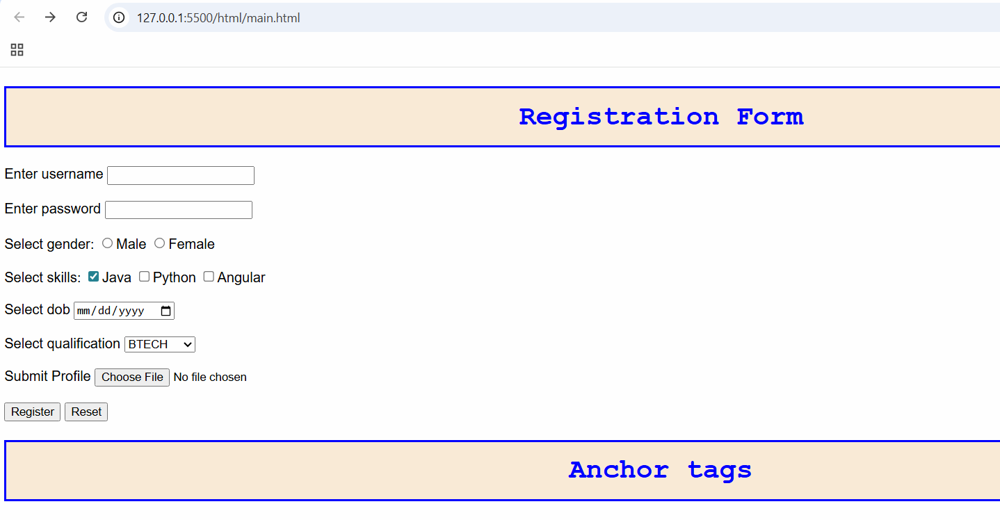 127.0.0.1:5500/html/main.html
Registration Form
Enter username
Enter password
Select gender: Male Female
Select skills: Java Python Angular
Select dob mm/dd/yyyy
Select qualification BTECH
Submit Profile Choose File No file chosen
Register Reset
Anchor tags